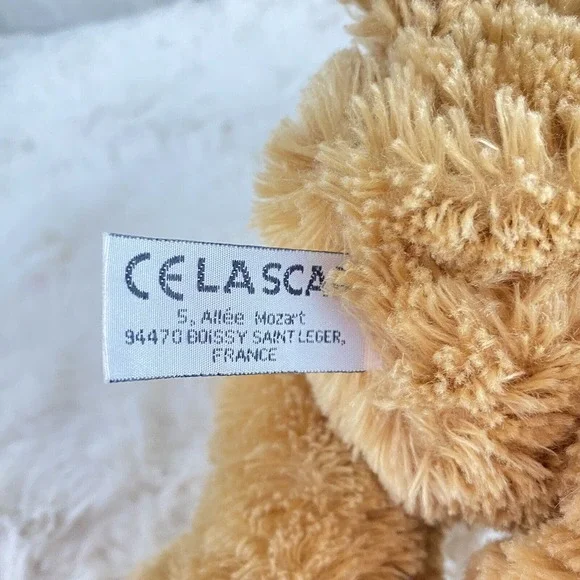 CE LASCA
5, Allée Mozart
94470 BOISSY SAINT LEGER,
FRANCE